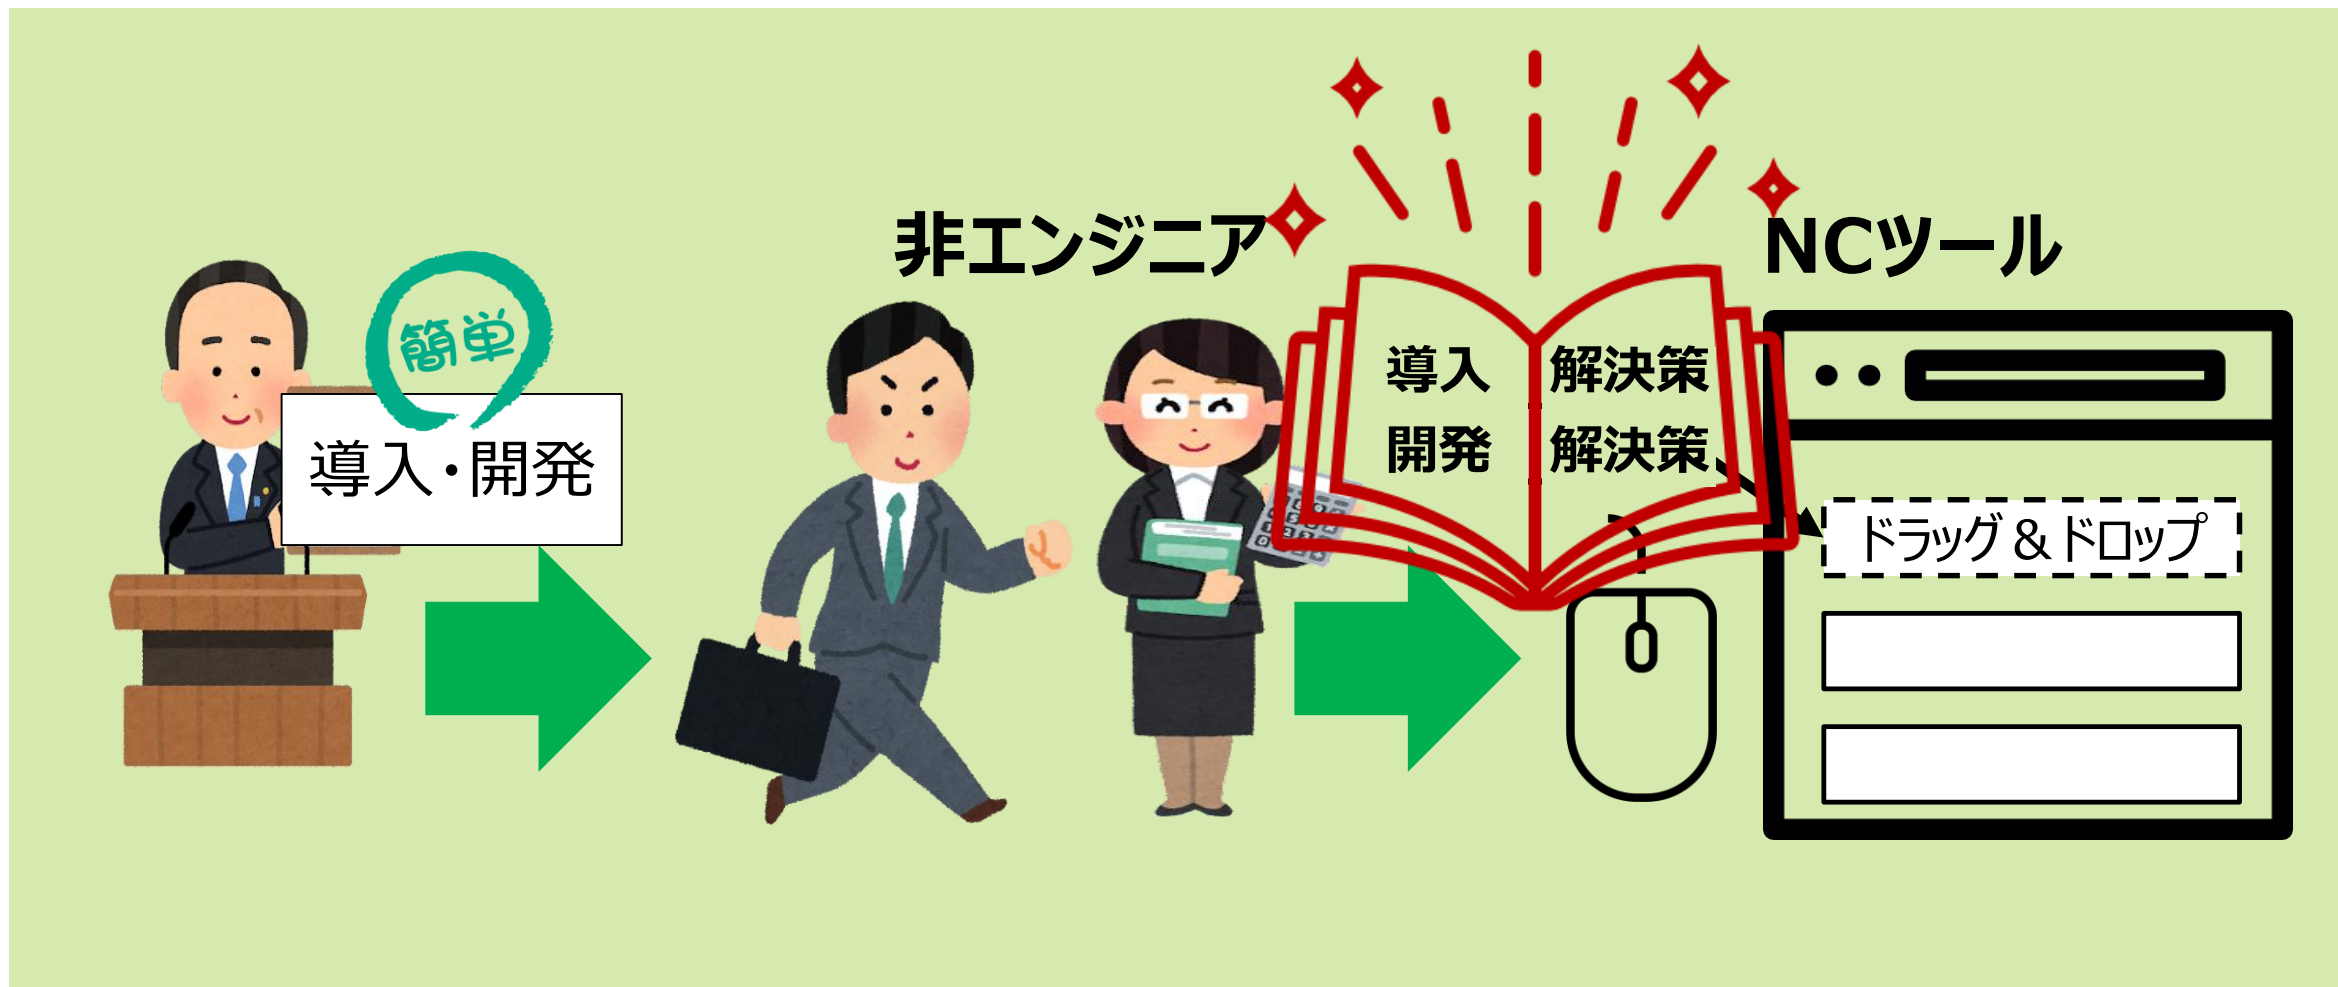 簡単
導入・開発
非エンジニア
導入 解決策
開発 解決策
NCツール
ドラッグ＆ドロップ